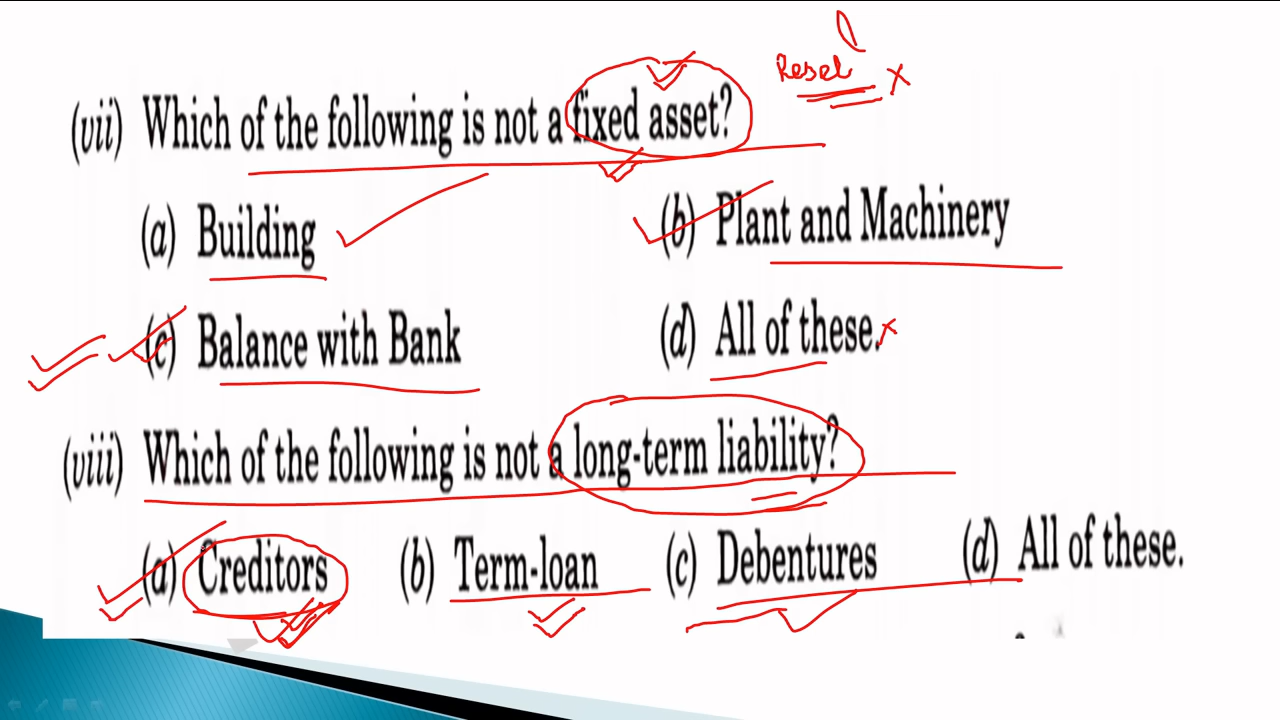 Resel
(vii) Which of the following is not a fixed asset?
(a) Building (b) Plant and Machinery
(c) Balance with Bank (d) All of these.
(viii) Which of the following is not a long-term liability?
(a) Creditors (b) Term-loan (c) Debentures (d) All of these.